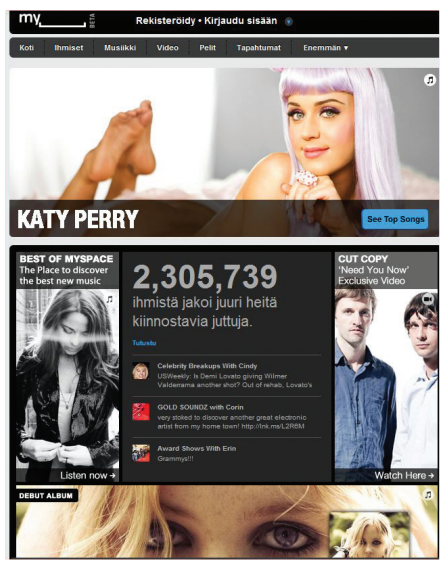 my_____ BETA
Rekisteröidy • Kirjaudu sisään
Koti Ihmiset Musiikki Video Pelit Tapahtumat Enemmän ▾
KATY PERRY
See Top Songs
BEST OF MYSPACE
The Place to discover
the best new music
Listen now →
2,305,739
ihmistä jakoi juuri heitä
kiinnostavia juttuja.
Tutustu
Celebrity Breakups With Cindy
USWeekly: Is Demi Lovato giving Wilmer
Valderrama another shot? Out of rehab, Lovato's
GOLD SOUNDZ with Corin
very stoked to discover another great electronic
artist from my home town! http://lnk.ms/L2R6M
Award Shows With Erin
Grammys!!!
CUT COPY
'Need You Now'
Exclusive Video
Watch Here →
DEBUT ALBUM